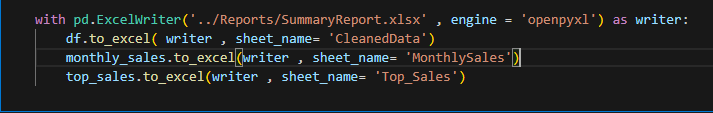 with pd.ExcelWriter('../Reports/SummaryReport.xlsx' , engine = 'openpyxl') as writer:
    df.to_excel( writer , sheet_name= 'CleanedData')
    monthly_sales.to_excel(writer , sheet_name= 'MonthlySales')
    top_sales.to_excel(writer , sheet_name= 'Top_Sales')